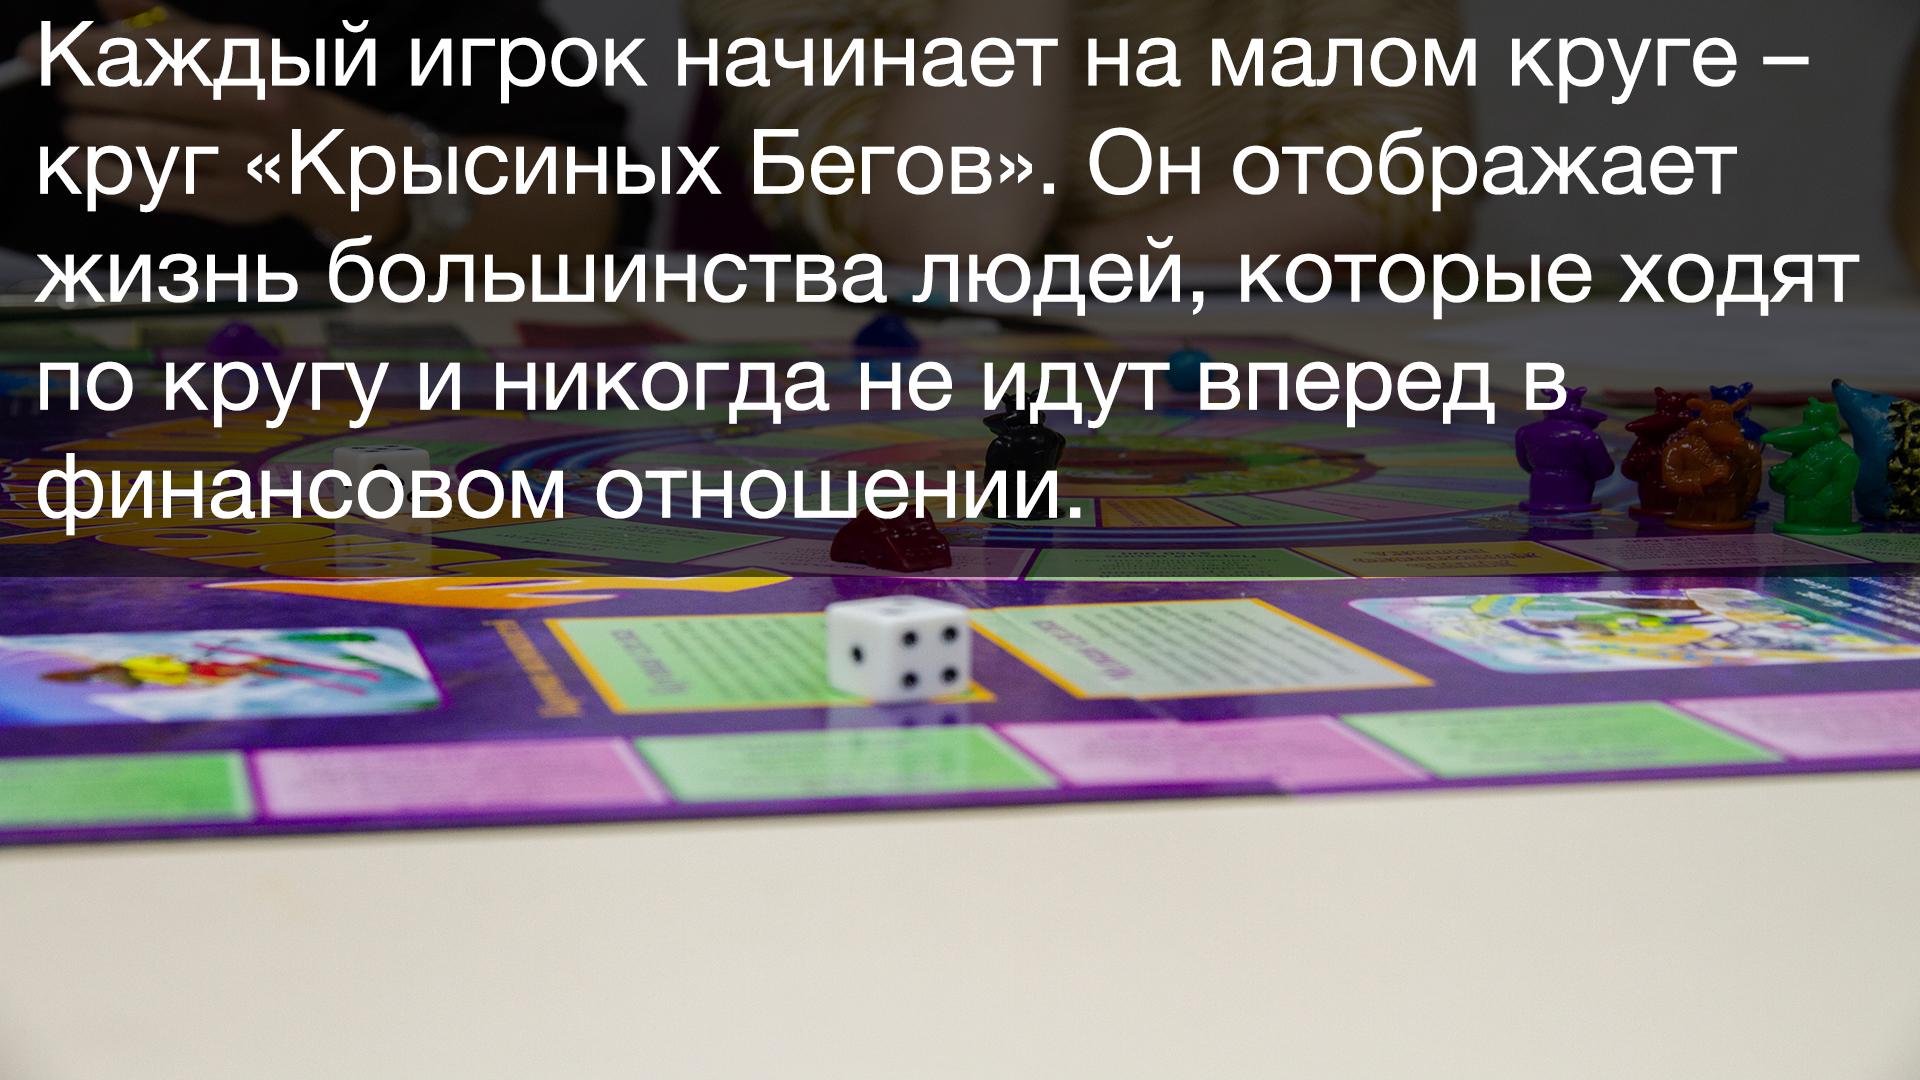 Каждый игрок начинает на малом круге –
круг «Крысиных Бегов». Он отображает
жизнь большинства людей, которые ходят
по кругу и никогда не идут вперед в
финансовом отношении.